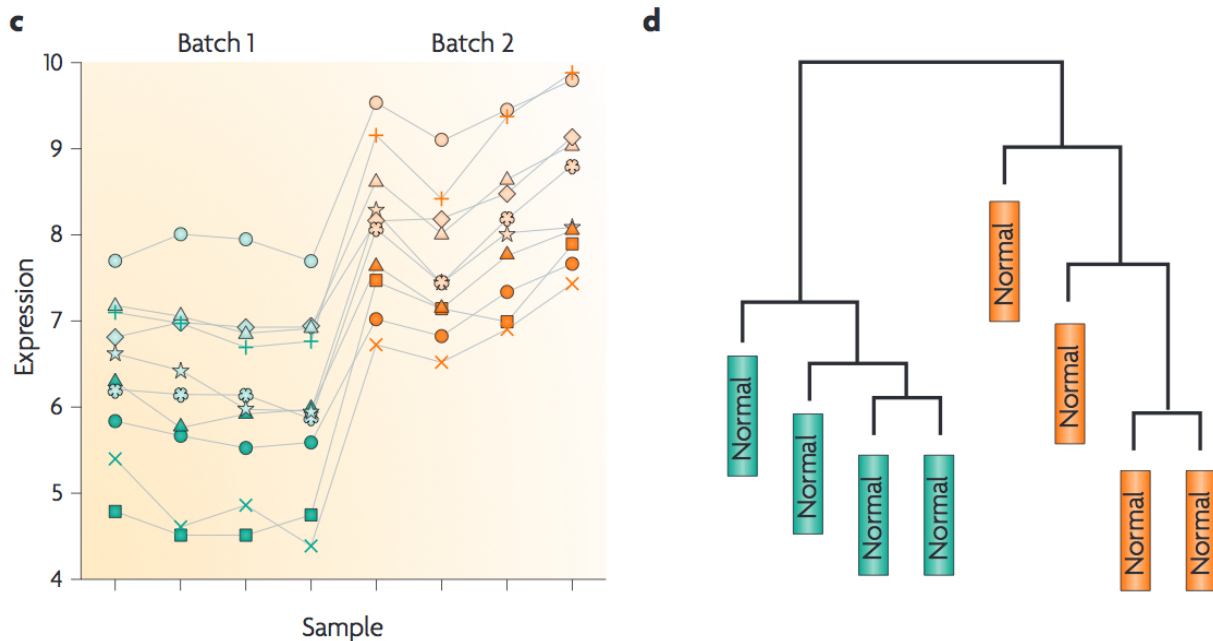 c
Batch 1
Batch 2
10
9
8
7
6
5
4
Expression
Sample
d
Normal
Normal
Normal
Normal
Normal
Normal
Normal
Normal